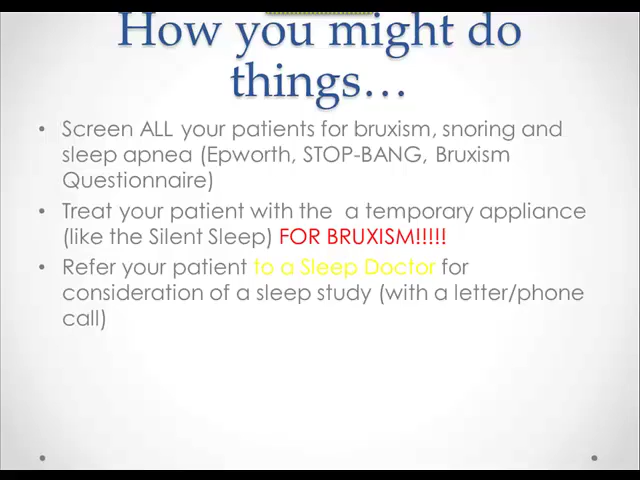 How you might do
things…
• Screen ALL your patients for bruxism, snoring and
sleep apnea (Epworth, STOP-BANG, Bruxism
Questionnaire)
• Treat your patient with the a temporary appliance
(like the Silent Sleep) FOR BRUXISM!!!!!
• Refer your patient to a Sleep Doctor for
consideration of a sleep study (with a letter/phone
call)